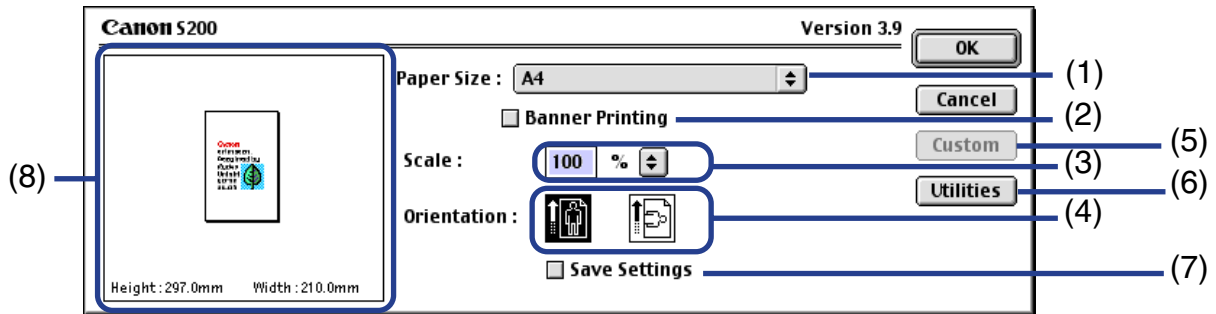 Canon S200
Version 3.9
OK
Paper Size : A4
(1)
Cancel
Banner Printing
(2)
Custom
(5)
Scale : 100 %
(3)
(8)
Utilities
(6)
Orientation :
(4)
Save Settings
(7)
Height : 297.0mm Width : 210.0mm
Canon